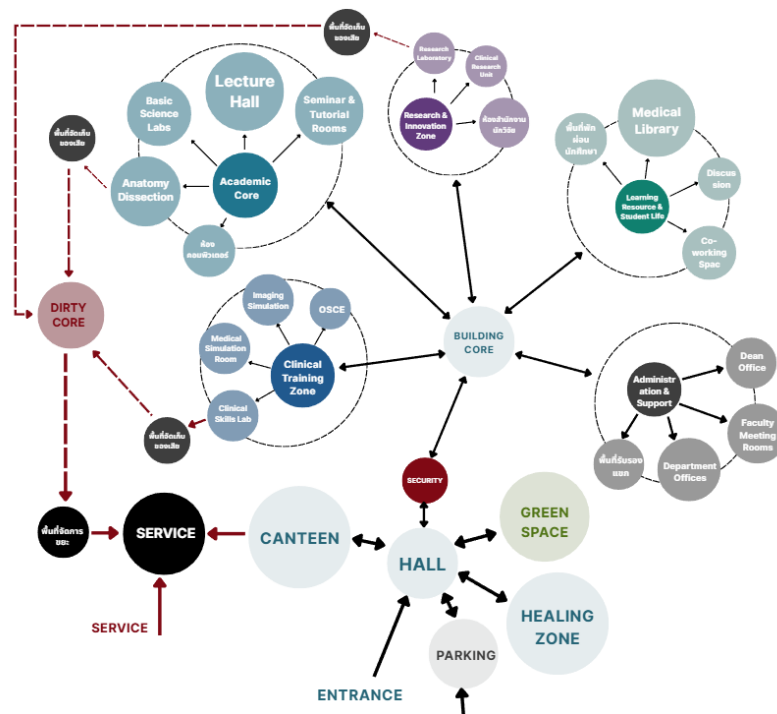 พื้นที่จัดเก็บ
ของเสีย
Research
Laboratory
Clinical
Research
Unit
Research &
Innovation
Zone
ห้องสำนักงาน
นักวิจัย
Lecture
Hall
Basic
Science
Labs
Seminar &
Tutorial
Rooms
พื้นที่จัดเก็บ
ของเสีย
Anatomy
Dissection
Academic
Core
ห้อง
คอมพิวเตอร์
Medical
Library
พื้นที่พัก
ผ่อน
นักศึกษา
Discus
sion
Learning
Resource &
Student Life
Co-
working
Spac
DIRTY
CORE
Imaging
Simulation
OSCE
Medical
Simulation
Room
Clinical
Training
Zone
Clinical
Skills Lab
พื้นที่จัดเก็บ
ของเสีย
BUILDING
CORE
Dean
Office
Administr
ation &
Support
Faculty
Meeting
Rooms
พื้นที่รับรอง
แขก
Department
Offices
SECURITY
พื้นที่จัดการ
ขยะ
SERVICE
CANTEEN
HALL
GREEN
SPACE
HEALING
ZONE
SERVICE
PARKING
ENTRANCE